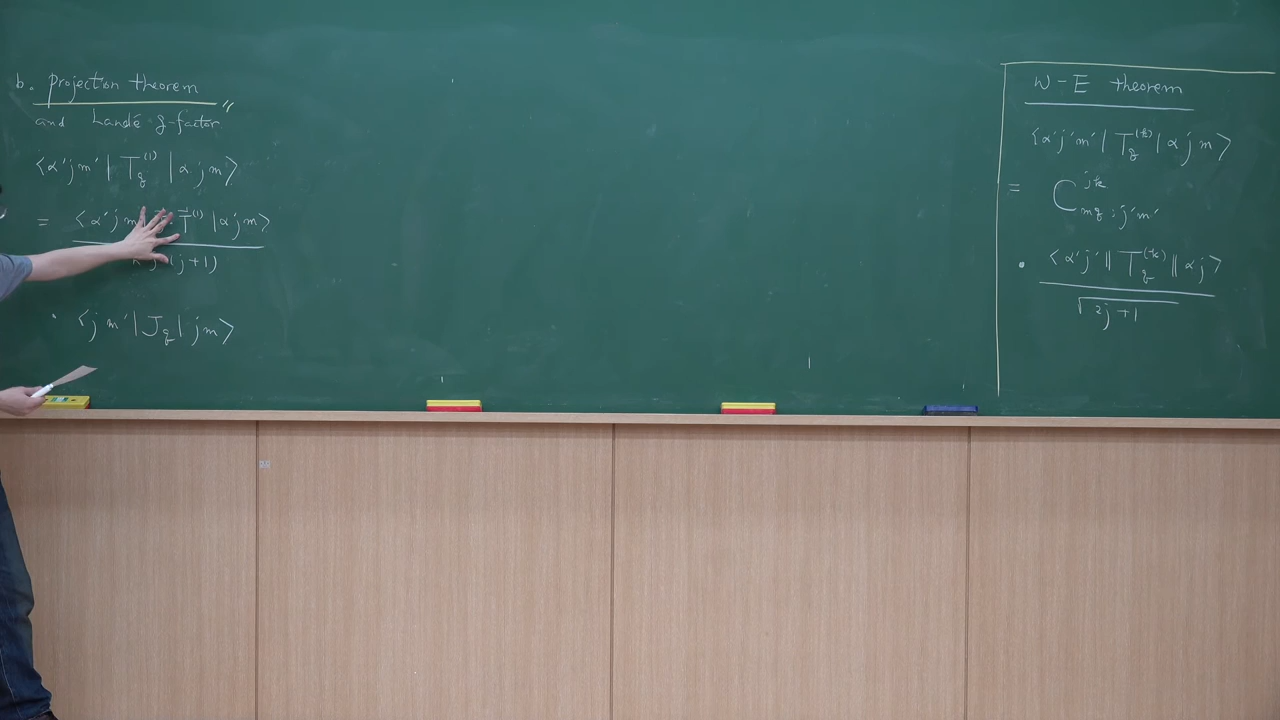 b. Projection theorem
and Landé g-factor
⟨α'jm'|T_q^(1)|αjm⟩
= ⟨α'jm T^(1)|αjm⟩
(j+1)
· ⟨jm'|J_q|jm⟩
W-E theorem
⟨α'j'm'|T_q^(k)|αjm⟩
= C^{jk}_{mq;j'm'}
· ⟨α'j'||T_q^(k)||αj⟩
√2j+1